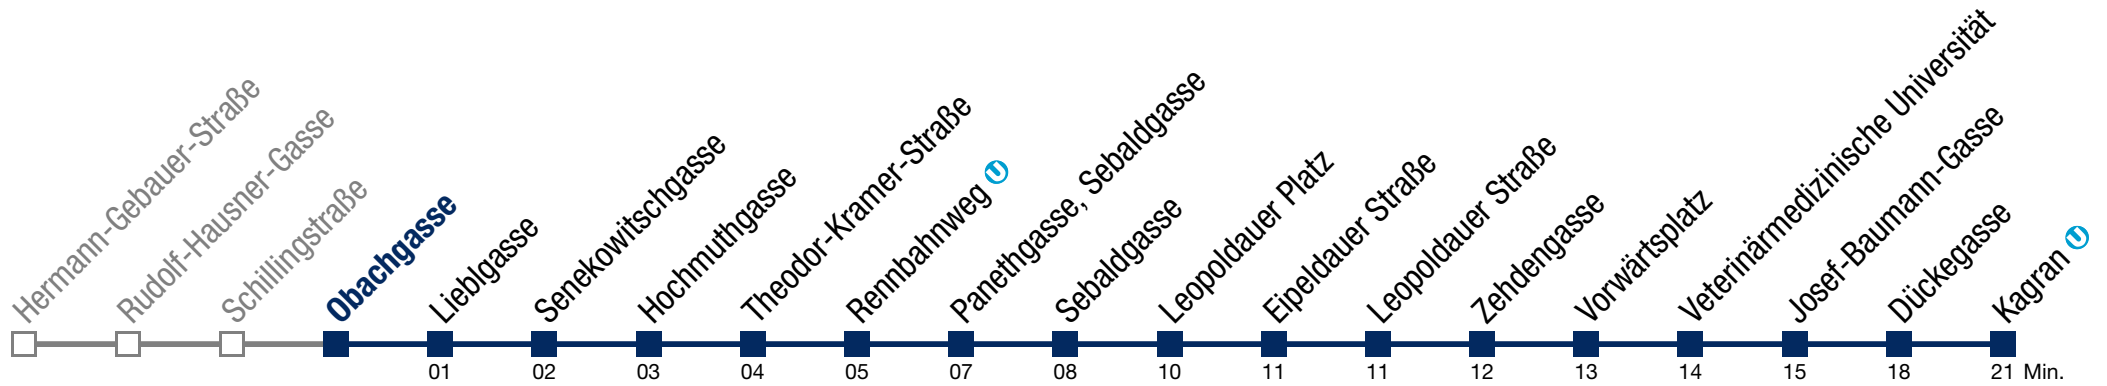 Hermann-Gebauer-Straße
Rudolf-Hausner-Gasse
Schillingstraße
Obachgasse
Lieblgasse
Senekowitschgasse
Hochmuthgasse
Theodor-Kramer-Straße
Rennbahnweg U
Panethgasse, Sebaldgasse
Sebaldgasse
Leopoldauer Platz
Eipeldauer Straße
Leopoldauer Straße
Zehdengasse
Vorwärtsplatz
Veterinärmedizinische Universität
Josef-Baumann-Gasse
Dückegasse
Kagran U
01 02 03 04 05 07 08 10 11 11 12 13 14 15 18 21 Min.